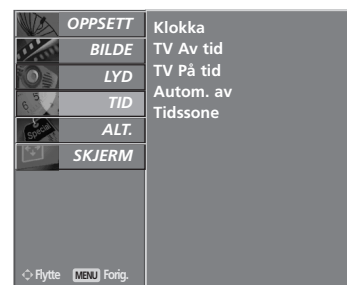 OPPSETT
BILDE
LYD
TID
ALT.
SKJERM
Klokka
TV Av tid
TV På tid
Autom. av
Tidssone
Special
Flytte MENU Forig.